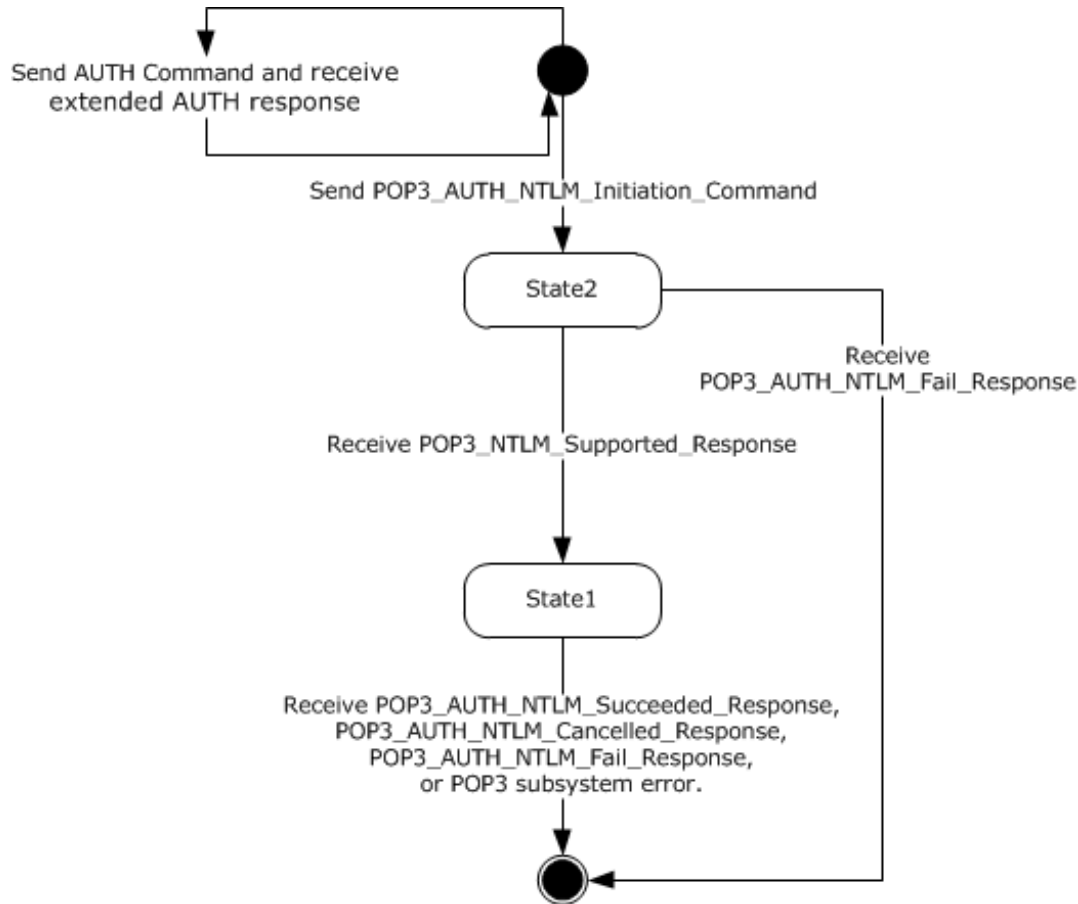 Send AUTH Command and receive
extended AUTH response
Send POP3_AUTH_NTLM_Initiation_Command
State2
Receive
POP3_AUTH_NTLM_Fail_Response
Receive POP3_NTLM_Supported_Response
State1
Receive POP3_AUTH_NTLM_Succeeded_Response,
POP3_AUTH_NTLM_Cancelled_Response,
POP3_AUTH_NTLM_Fail_Response,
or POP3 subsystem error.